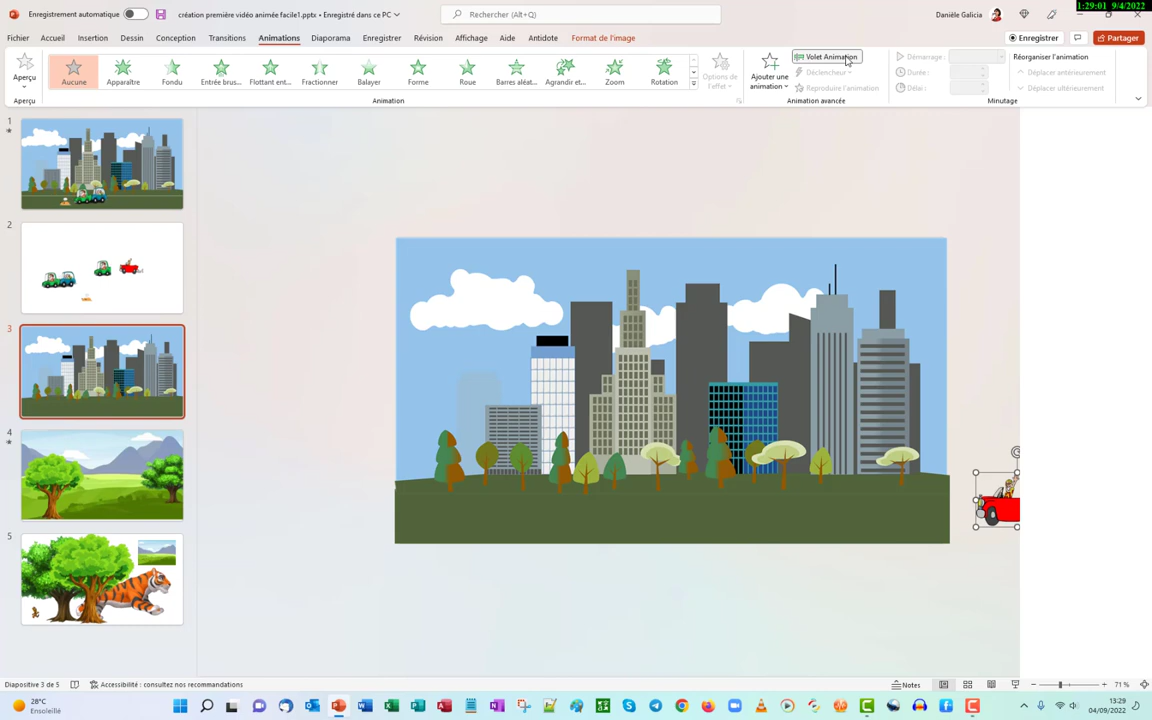 1:29:01 9/4/2022
Enregistrement automatique
création première vidéo animée facile1.pptx • Enregistré dans ce PC
Rechercher (Alt+Q)
Danièle Galicia
Fichier Accueil Insertion Dessin Conception Transitions Animations Diaporama Enregistrer Révision Affichage Aide Antidote Format de l'image
Enregistrer Partager
Aperçu
Aucune Apparaître Fondu Entrée brus... Flottant ent... Fractionner Balayer Forme Roue Barres aléat... Agrandir et... Zoom Rotation
Options de l'effet
Ajouter une animation
Volet Animation
Déclencheur
Reproduire l'animation
Démarrage :
Durée :
Délai :
Réorganiser l'animation
Déplacer antérieurement
Déplacer ultérieurement
Aperçu Animation Animation avancée Minutage
1
2
3
4
5
Diapositive 3 de 5 Accessibilité : consultez nos recommandations
Notes 71 %
28°C
Ensoleillé
13:29
04/09/2022